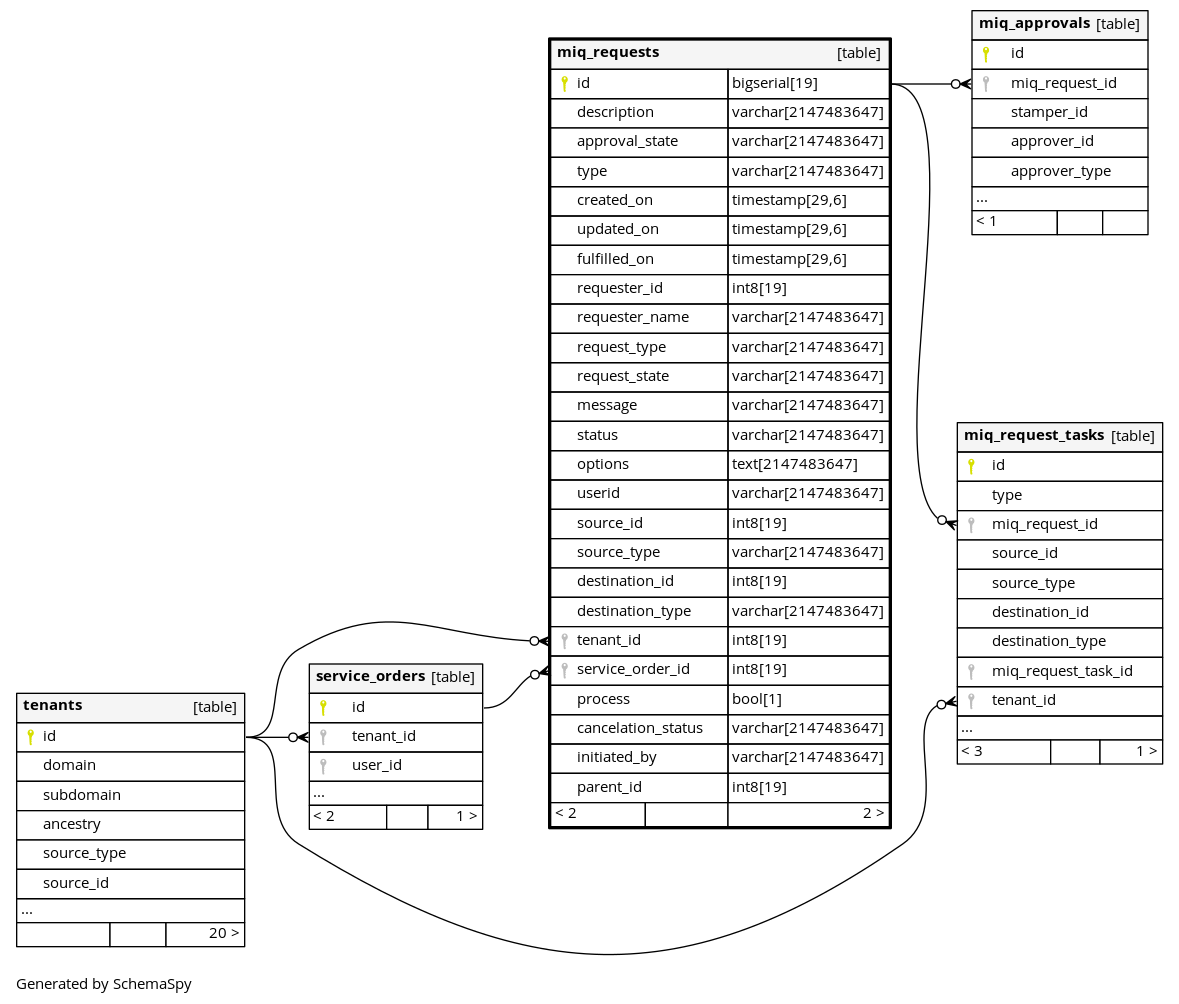 miq_approvals [table]
id
miq_request_id
stamper_id
approver_id
approver_type
...
< 1
miq_requests [table]
id bigserial[19]
description varchar[2147483647]
approval_state varchar[2147483647]
type varchar[2147483647]
created_on timestamp[29,6]
updated_on timestamp[29,6]
fulfilled_on timestamp[29,6]
requester_id int8[19]
requester_name varchar[2147483647]
request_type varchar[2147483647]
request_state varchar[2147483647]
message varchar[2147483647]
status varchar[2147483647]
options text[2147483647]
userid varchar[2147483647]
source_id int8[19]
source_type varchar[2147483647]
destination_id int8[19]
destination_type varchar[2147483647]
tenant_id int8[19]
service_order_id int8[19]
process bool[1]
cancelation_status varchar[2147483647]
initiated_by varchar[2147483647]
parent_id int8[19]
< 2 2 >
miq_request_tasks [table]
id
type
miq_request_id
source_id
source_type
destination_id
destination_type
miq_request_task_id
tenant_id
...
< 3 1 >
service_orders [table]
id
tenant_id
user_id
...
< 2 1 >
tenants [table]
id
domain
subdomain
ancestry
source_type
source_id
...
20 >
Generated by SchemaSpy